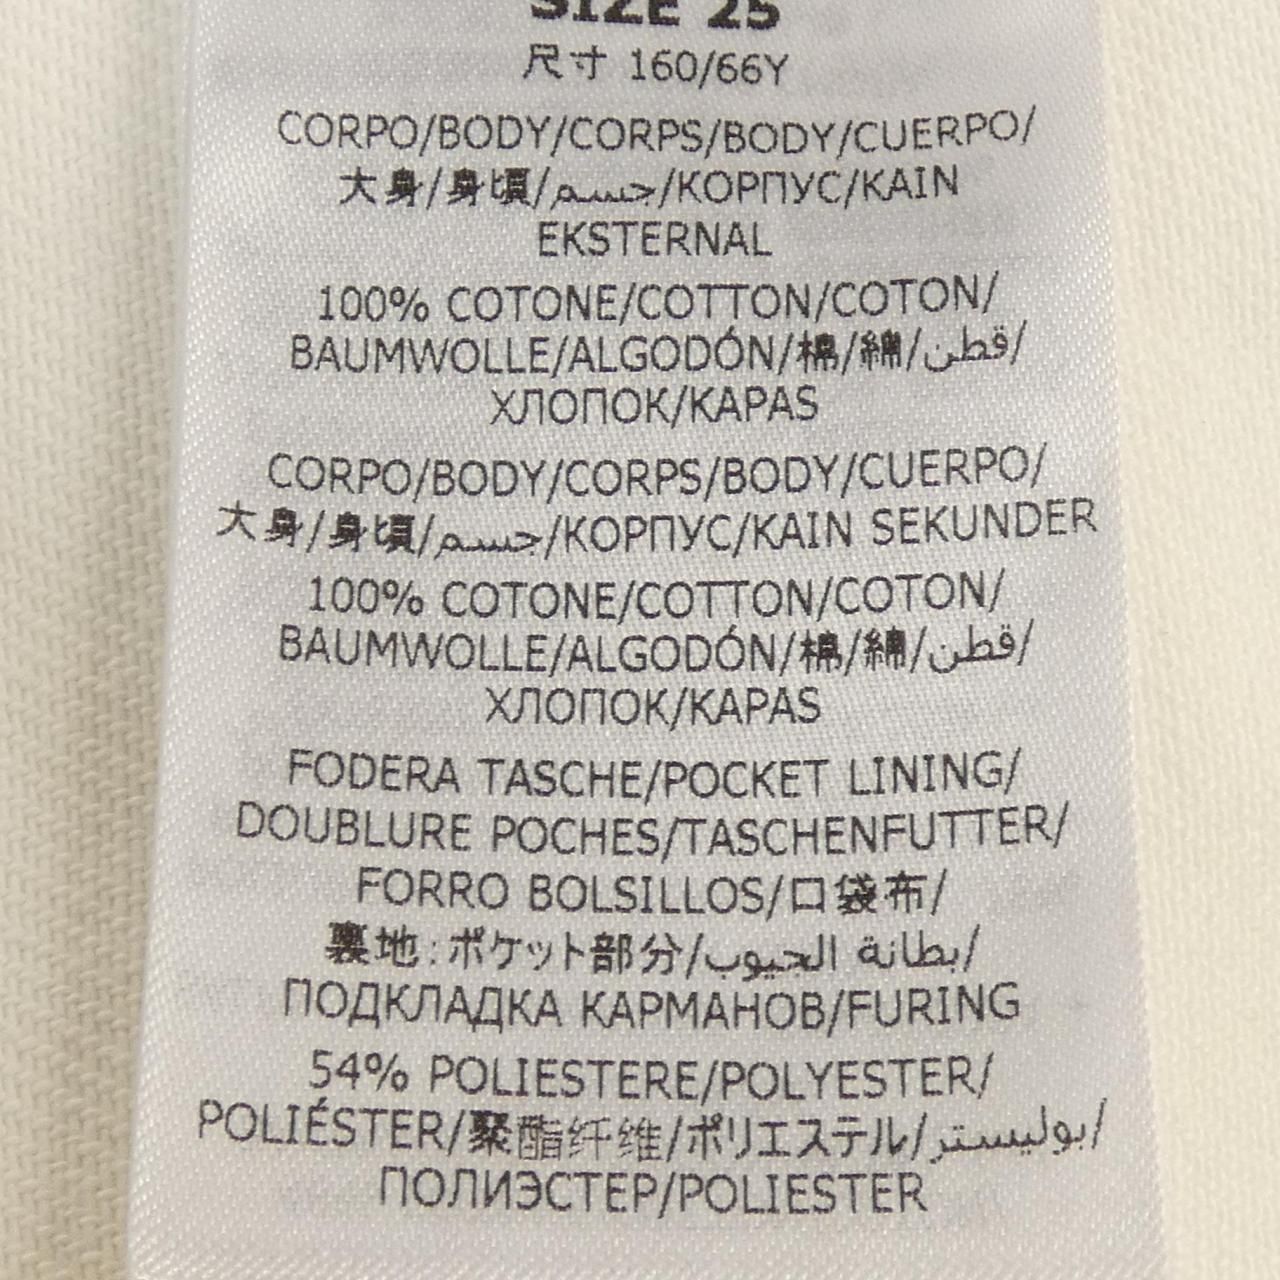 SIZE 25
尺寸 160/66Y
CORPO/BODY/CORPS/BODY/CUERPO/
大身/身頃/جسم/КОРПУС/KAIN
EKSTERNAL
100% COTONE/COTTON/COTON/
BAUMWOLLE/ALGODÓN/棉/綿/قطن/
ХЛОПОК/KAPAS
CORPO/BODY/CORPS/BODY/CUERPO/
大身/身頃/جسم/КОРПУС/KAIN SEKUNDER
100% COTONE/COTTON/COTON/
BAUMWOLLE/ALGODÓN/棉/綿/قطن/
ХЛОПОК/KAPAS
FODERA TASCHE/POCKET LINING/
DOUBLURE POCHES/TASCHENFUTTER/
FORRO BOLSILLOS/口袋布/
裏地:ポケット部分/بطانة الجيوب/
ПОДКЛАДКА КАРМАНОВ/FURING
54% POLIESTERE/POLYESTER/
POLIÉSTER/聚酯纤维/ポリエステル/بوليستر/
ПОЛИЭСТЕР/POLIESTER